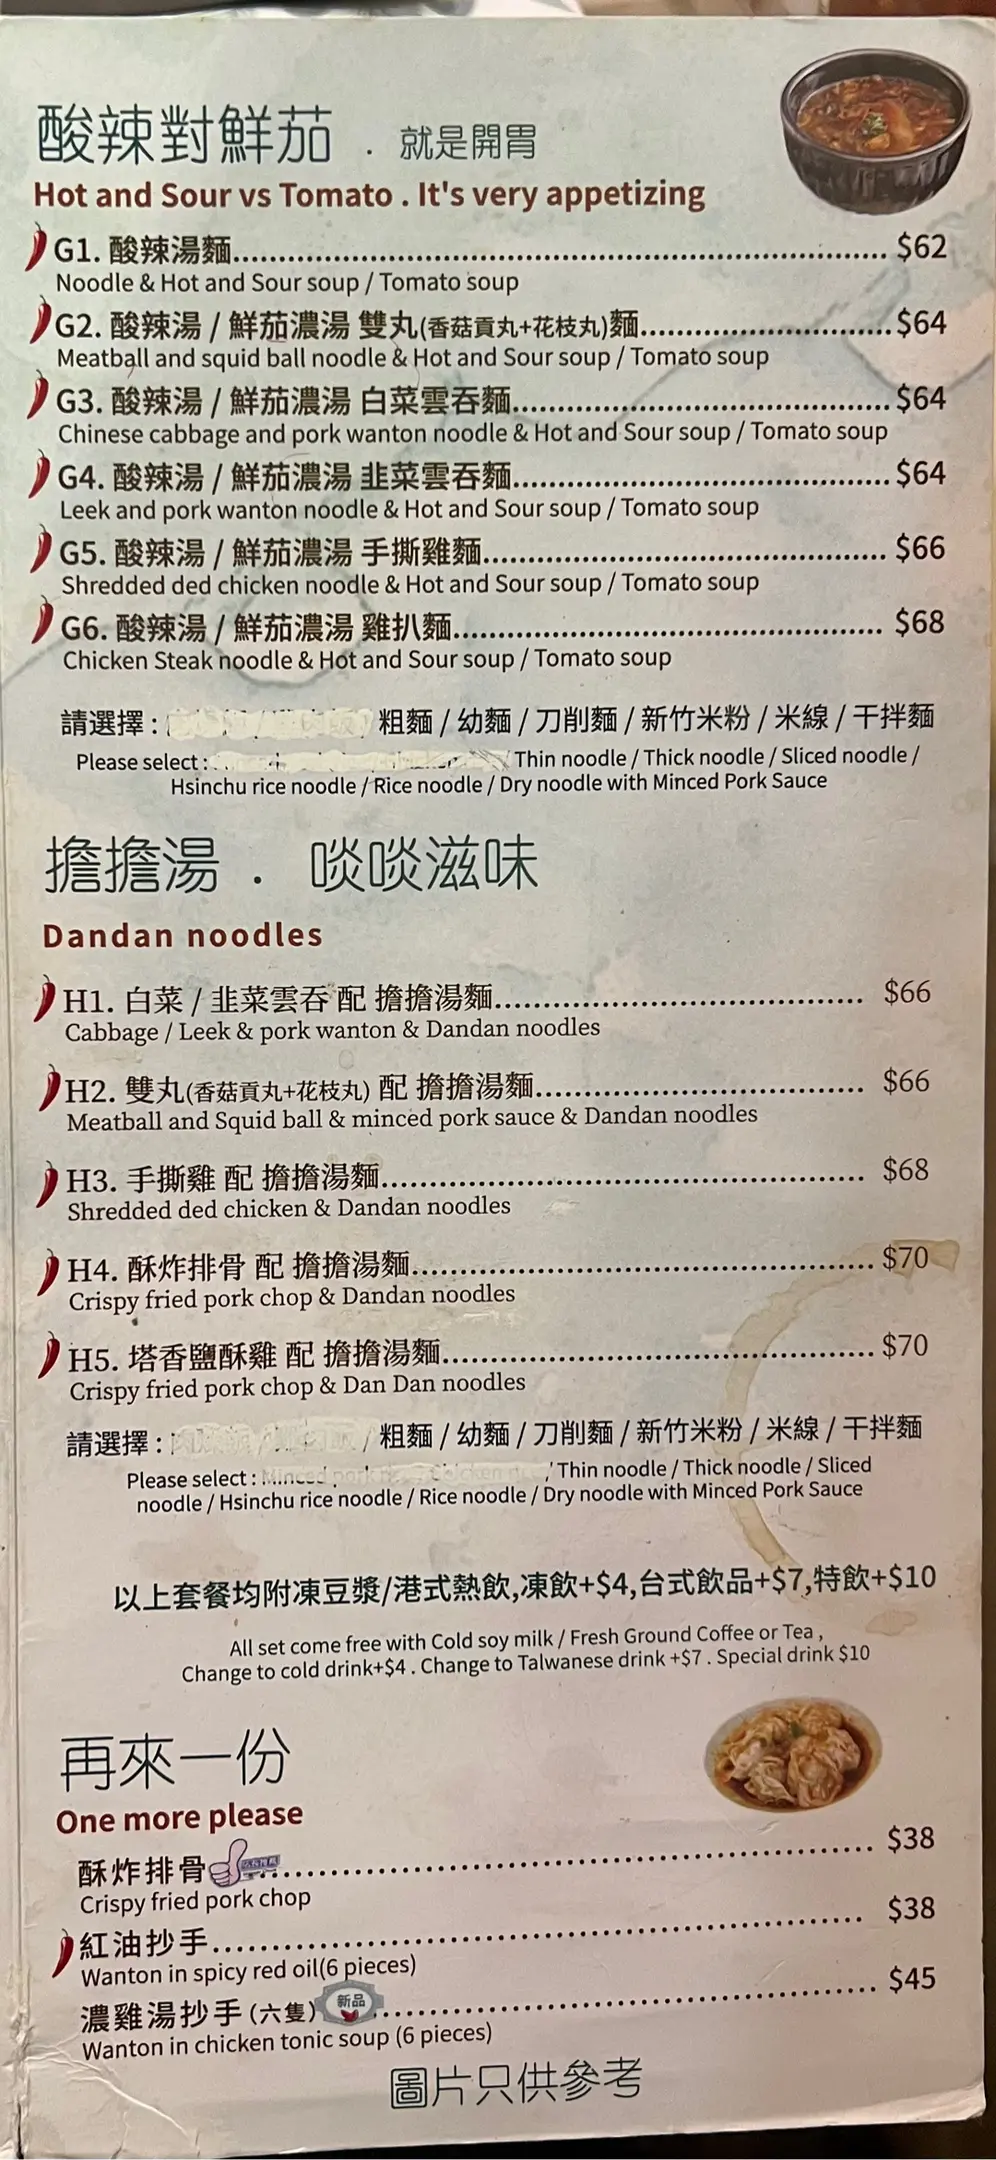 酸辣對鮮茄 . 就是開胃
Hot and Sour vs Tomato . It's very appetizing
G1. 酸辣湯麵 $62
Noodle & Hot and Sour soup / Tomato soup
G2. 酸辣湯 / 鮮茄濃湯 雙丸(香菇貢丸+花枝丸)麵 $64
Meatball and squid ball noodle & Hot and Sour soup / Tomato soup
G3. 酸辣湯 / 鮮茄濃湯 白菜雲吞麵 $64
Chinese cabbage and pork wanton noodle & Hot and Sour soup / Tomato soup
G4. 酸辣湯 / 鮮茄濃湯 韭菜雲吞麵 $64
Leek and pork wanton noodle & Hot and Sour soup / Tomato soup
G5. 酸辣湯 / 鮮茄濃湯 手撕雞麵 $66
Shredded ded chicken noodle & Hot and Sour soup / Tomato soup
G6. 酸辣湯 / 鮮茄濃湯 雞扒麵 $68
Chicken Steak noodle & Hot and Sour soup / Tomato soup
請選擇 : 粗麵 / 幼麵 / 刀削麵 / 新竹米粉 / 米線 / 干拌麵
Please select : / Thin noodle / Thick noodle / Sliced noodle /
Hsinchu rice noodle / Rice noodle / Dry noodle with Minced Pork Sauce
擔擔湯 . 啖啖滋味
Dandan noodles
H1. 白菜 / 韭菜雲吞 配 擔擔湯麵 $66
Cabbage / Leek & pork wanton & Dandan noodles
H2. 雙丸(香菇貢丸+花枝丸) 配 擔擔湯麵 $66
Meatball and Squid ball & minced pork sauce & Dandan noodles
H3. 手撕雞 配 擔擔湯麵 $68
Shredded ded chicken & Dandan noodles
H4. 酥炸排骨 配 擔擔湯麵 $70
Crispy fried pork chop & Dandan noodles
H5. 塔香鹽酥雞 配 擔擔湯麵 $70
Crispy fried pork chop & Dan Dan noodles
請選擇 : / 粗麵 / 幼麵 / 刀削麵 / 新竹米粉 / 米線 / 干拌麵
Please select : / Thin noodle / Thick noodle / Sliced
noodle / Hsinchu rice noodle / Rice noodle / Dry noodle with Minced Pork Sauce
以上套餐均附凍豆漿/港式熱飲,凍飲+$4,台式飲品+$7,特飲+$10
All set come free with Cold soy milk / Fresh Ground Coffee or Tea ,
Change to cold drink+$4 . Change to Talwanese drink +$7 . Special drink $10
再來一份
One more please
酥炸排骨 $38
Crispy fried pork chop
紅油抄手 $38
Wanton in spicy red oil(6 pieces)
濃雞湯抄手 (六隻) 新品 $45
Wanton in chicken tonic soup (6 pieces)
圖片只供參考